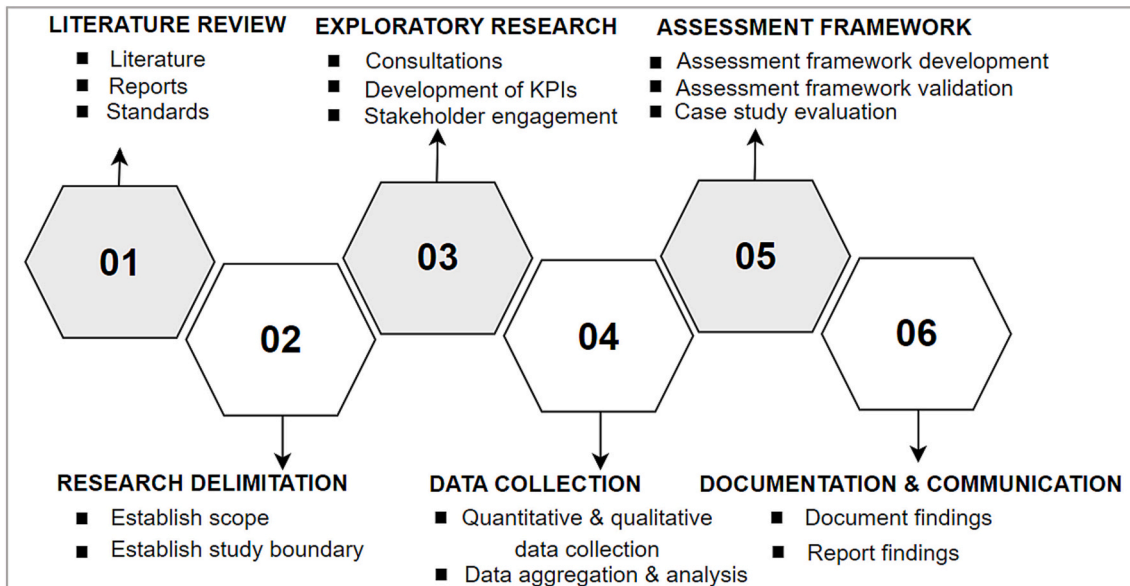 LITERATURE REVIEW
■ Literature
■ Reports
■ Standards
EXPLORATORY RESEARCH
■ Consultations
■ Development of KPIs
■ Stakeholder engagement
ASSESSMENT FRAMEWORK
■ Assessment framework development
■ Assessment framework validation
■ Case study evaluation
01
02
03
04
05
06
RESEARCH DELIMITATION
■ Establish scope
■ Establish study boundary
DATA COLLECTION
■ Quantitative & qualitative
data collection
■ Data aggregation & analysis
DOCUMENTATION & COMMUNICATION
■ Document findings
■ Report findings